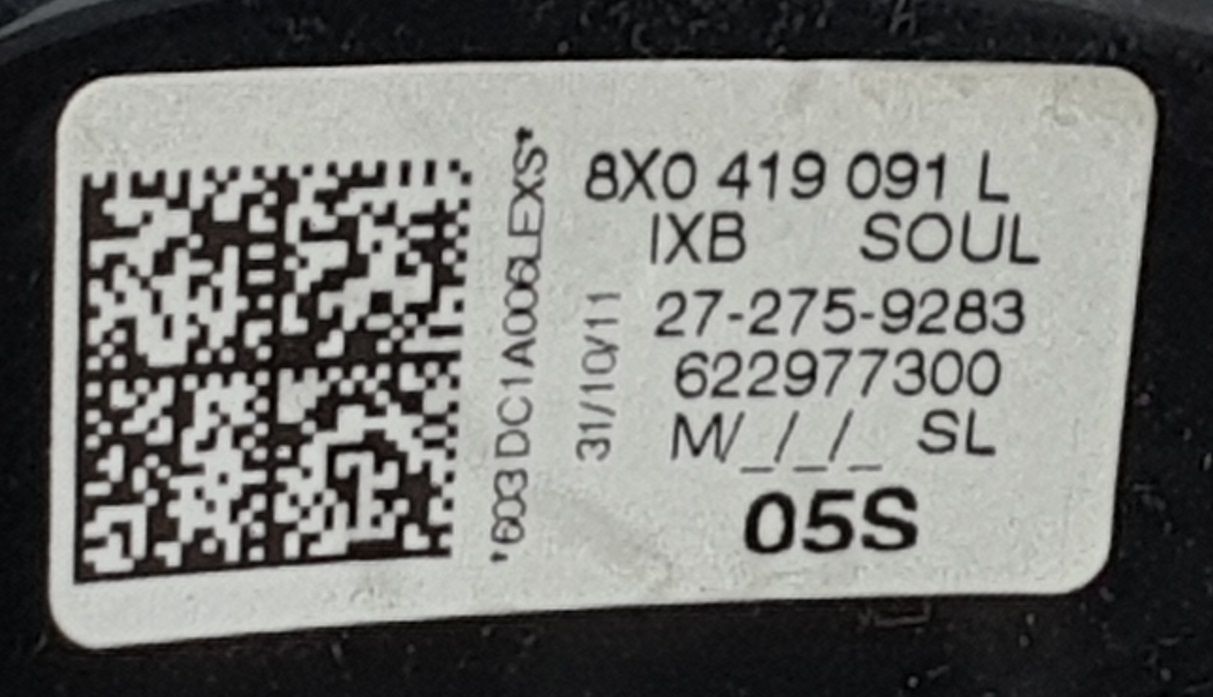 8X0 419 091 L
IXB SOUL
27-275-9283
622977300
M/_/_/_ SL
05S
31/10/11
*603 DC1A006LEXS*